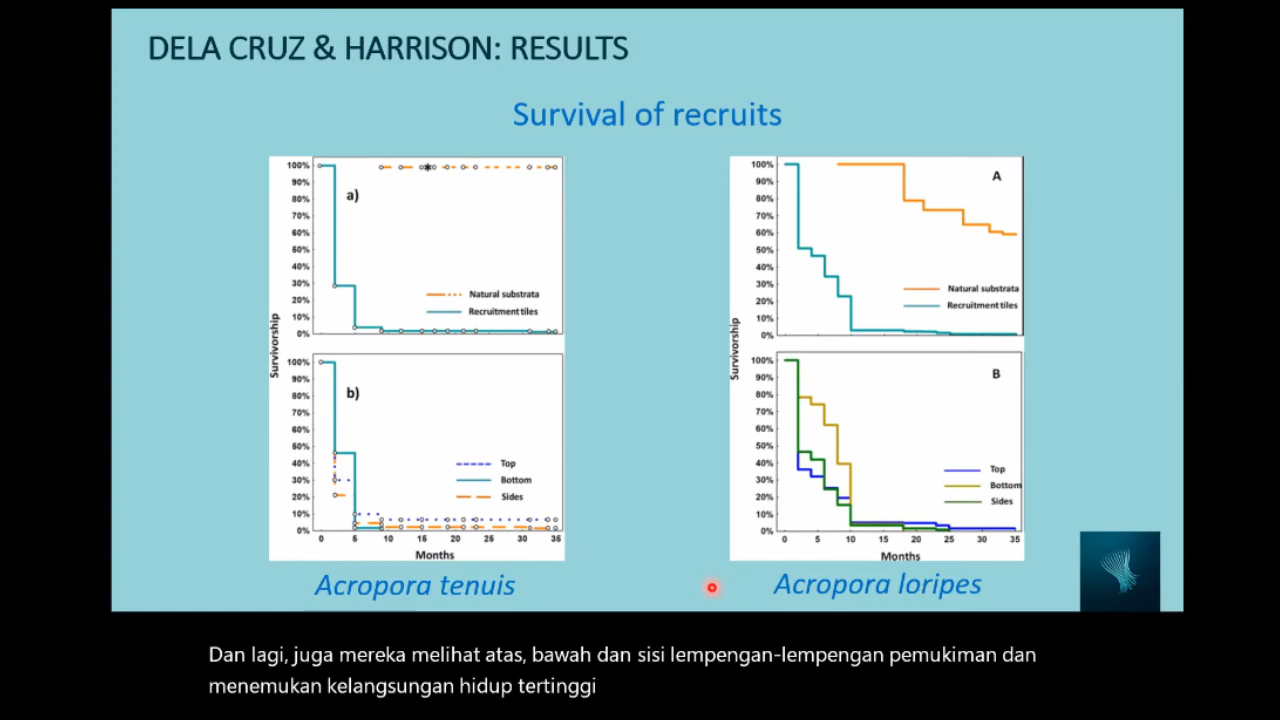 DELA CRUZ & HARRISON: RESULTS
Survival of recruits
Survivorship
100%
90%
80%
70%
60%
50%
40%
30%
20%
10%
0%
a)
Natural substrata
Recruitment tiles
100%
90%
80%
70%
60%
50%
40%
30%
20%
10%
0%
b)
Top
Bottom
Sides
0 5 10 15 20 25 30 35
Months
Acropora tenuis
Survivorship
100%
90%
80%
70%
60%
50%
40%
30%
20%
10%
0%
A
Natural substrata
Recruitment tiles
100%
90%
80%
70%
60%
50%
40%
30%
20%
10%
0%
B
Top
Bottom
Sides
0 5 10 15 20 25 30 35
Months
Acropora loripes
Dan lagi, juga mereka melihat atas, bawah dan sisi lempengan-lempengan pemukiman dan
menemukan kelangsungan hidup tertinggi